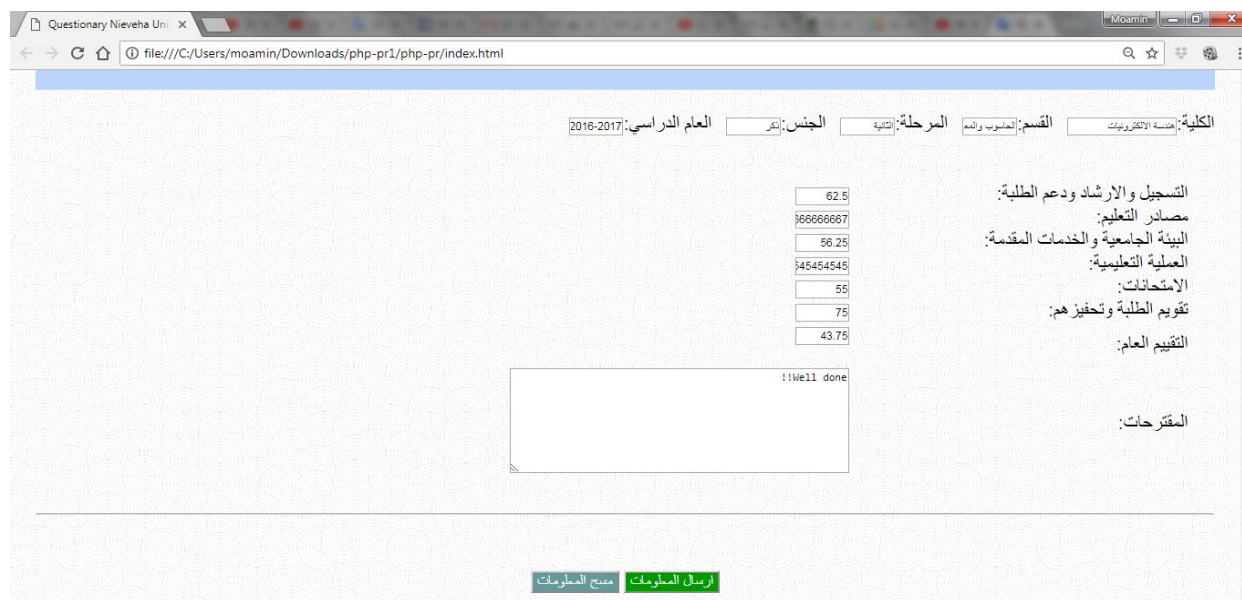 Questionary Nieveha Uni
Moamin
file:///C:/Users/moamin/Downloads/php-pr1/php-pr/index.html
الكلية: هندسة الالكترونيات القسم: الحاسوب والمع المرحلة: الثانية الجنس: ذكر العام الدراسي: 2016-2017
التسجيل والارشاد ودعم الطلبة: 62.5
مصادر التعليم: 666666667
البيئة الجامعية والخدمات المقدمة: 56.25
العملية التعليمية: 545454545
الامتحانات: 55
تقويم الطلبة وتحفيزهم: 75
التقييم العام: 43.75
المقترحات: !!Well done
ارسال المعلومات مسح المعلومات